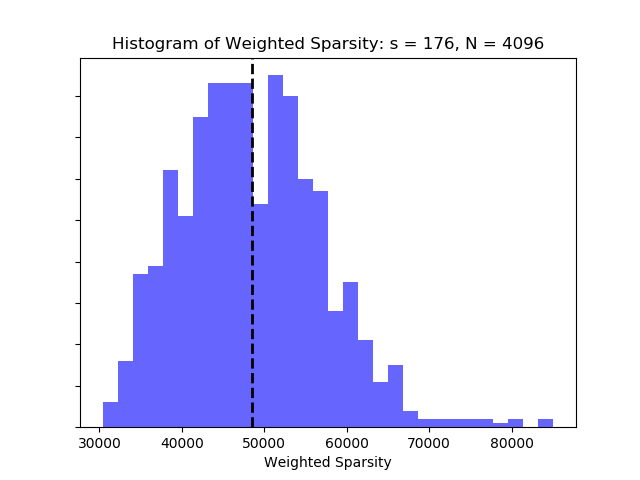 Histogram of Weighted Sparsity: s = 176, N = 4096
30000 40000 50000 60000 70000 80000
Weighted Sparsity